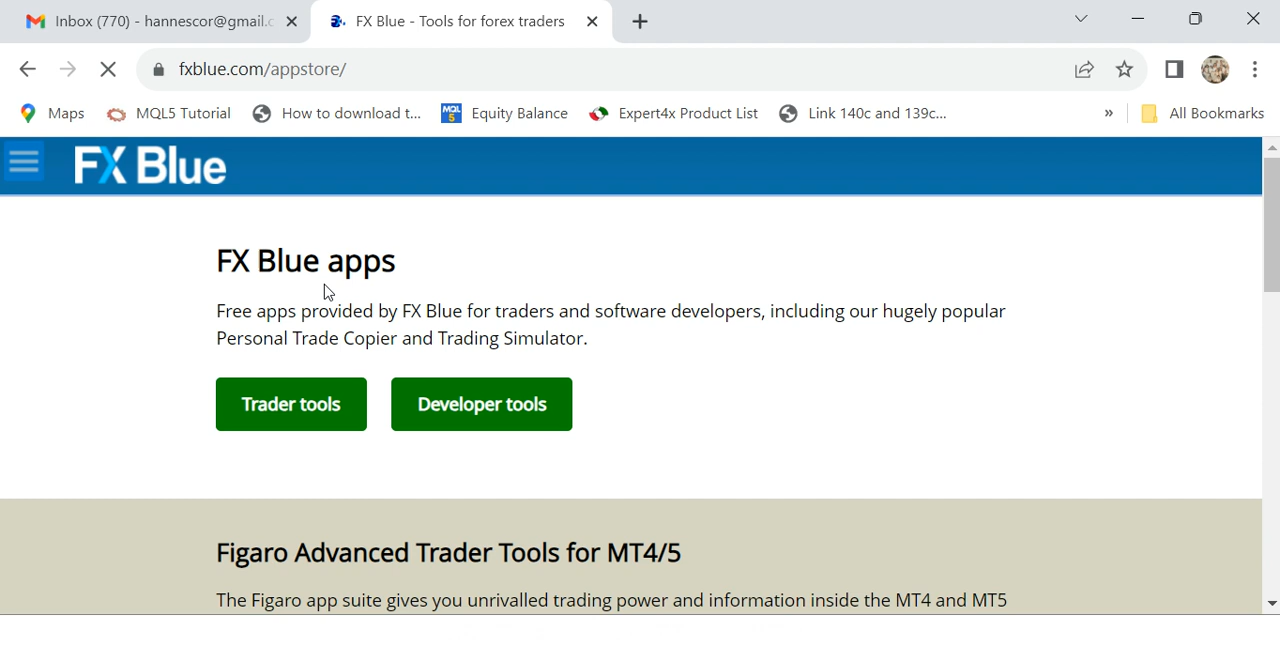 Inbox (770) - hannescor@gmail.c
FX Blue - Tools for forex traders
fxblue.com/appstore/
Maps
MQL5 Tutorial
How to download t...
MQL 5
Equity Balance
Expert4x Product List
Link 140c and 139c...
»
All Bookmarks
FX Blue
FX Blue apps
Free apps provided by FX Blue for traders and software developers, including our hugely popular
Personal Trade Copier and Trading Simulator.
Trader tools
Developer tools
Figaro Advanced Trader Tools for MT4/5
The Figaro app suite gives you unrivalled trading power and information inside the MT4 and MT5